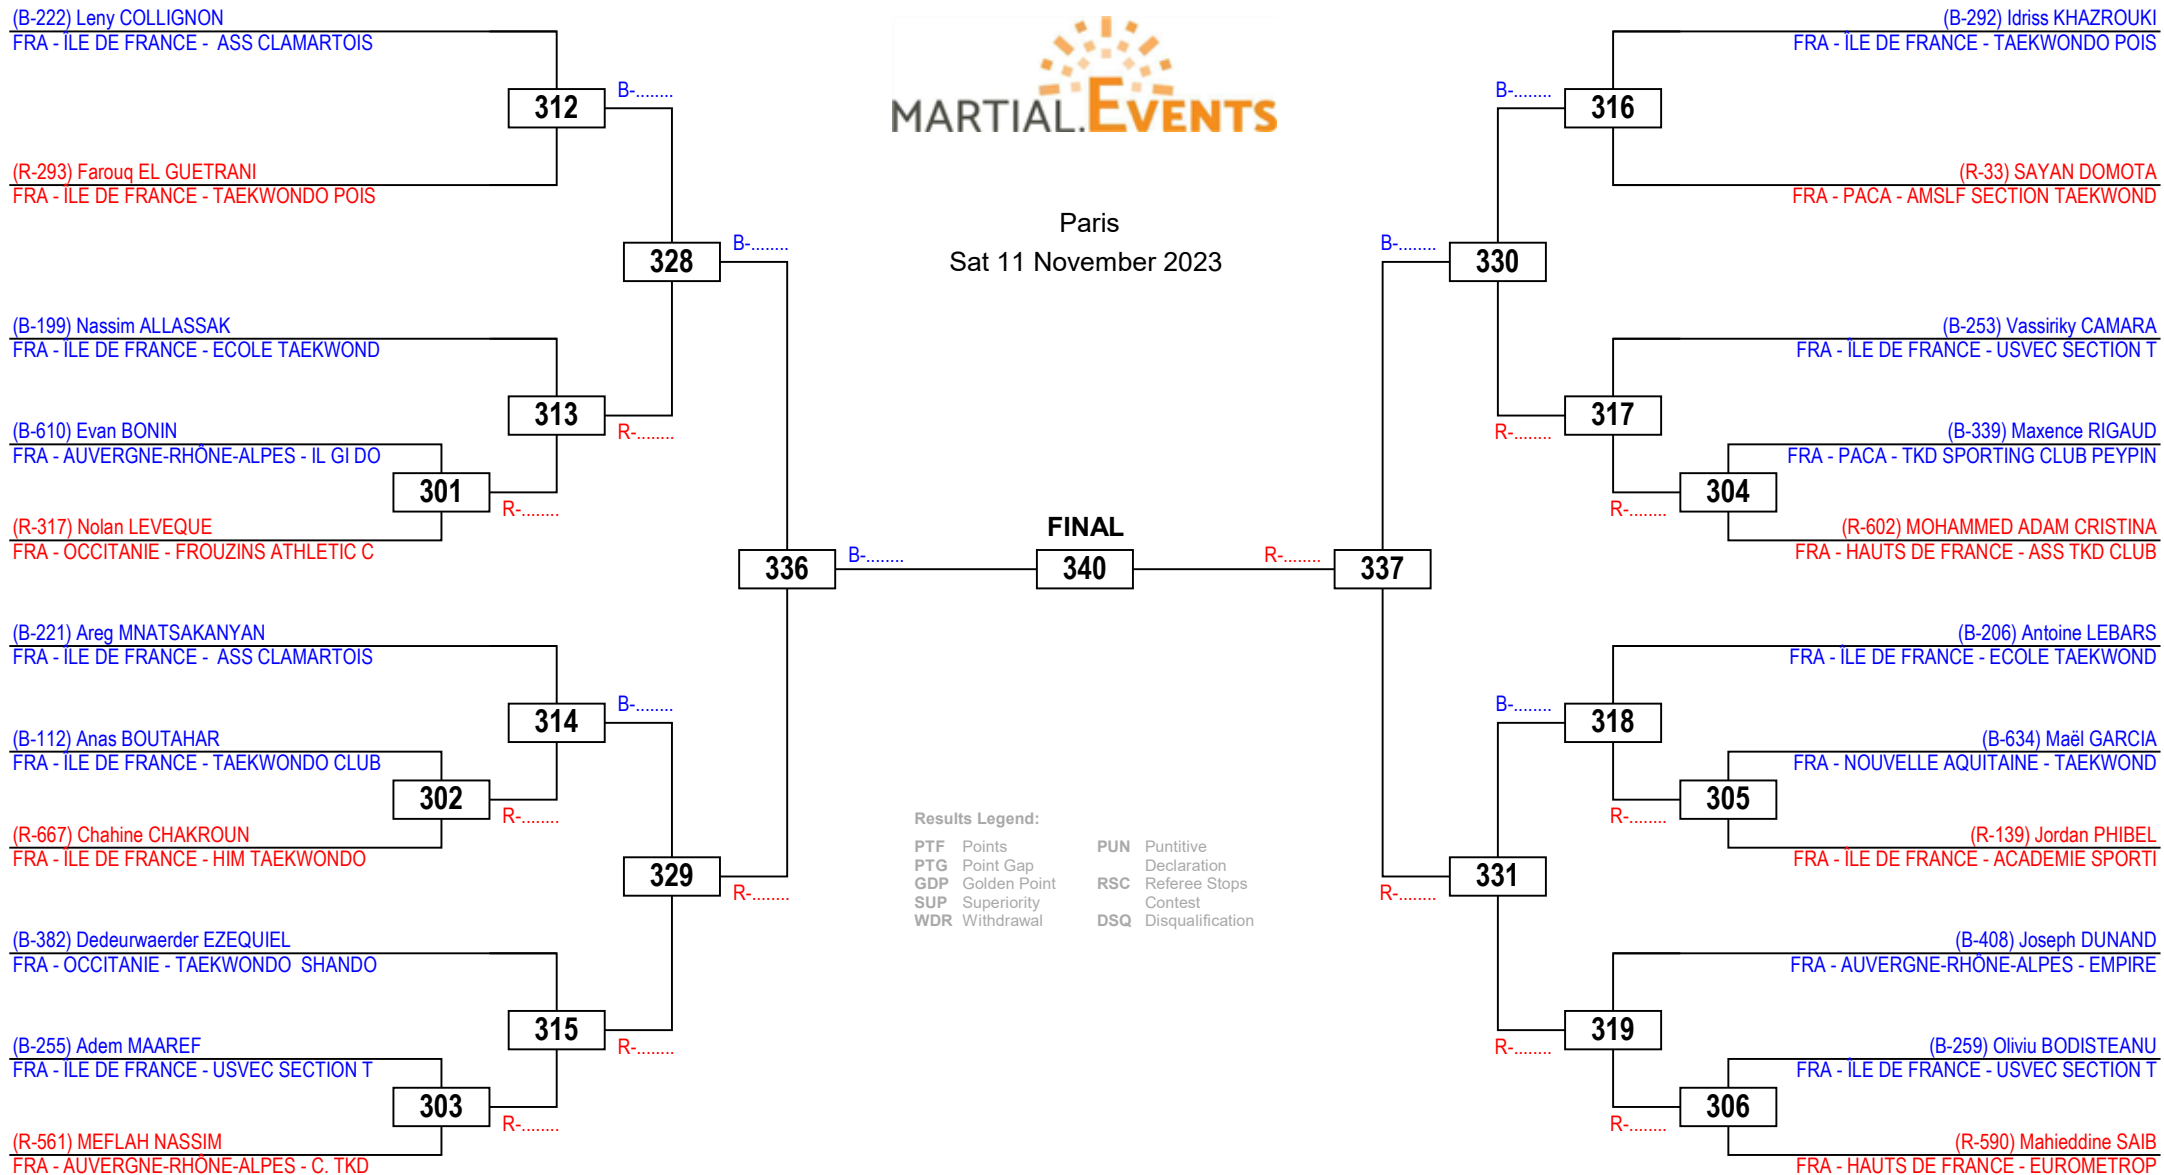 (B-222) Leny COLLIGNON
FRA - ÎLE DE FRANCE -  ASS CLAMARTOIS
312
B-........
(R-293) Farouq EL GUETRANI
FRA - ÎLE DE FRANCE - TAEKWONDO POIS
328
B-........
(B-199) Nassim ALLASSAK
FRA - ÎLE DE FRANCE - ECOLE TAEKWOND
313
R-........
(B-610) Evan BONIN
FRA - AUVERGNE-RHÔNE-ALPES - IL GI DO
301
R-........
(R-317) Nolan LEVEQUE
FRA - OCCITANIE - FROUZINS ATHLETIC C
336
B-........
(B-221) Areg MNATSAKANYAN
FRA - ÎLE DE FRANCE -  ASS CLAMARTOIS
314
B-........
(B-112) Anas BOUTAHAR
FRA - ÎLE DE FRANCE - TAEKWONDO CLUB
302
R-........
(R-667) Chahine CHAKROUN
FRA - ÎLE DE FRANCE - HIM TAEKWONDO
329
R-........
(B-382) Dedeurwaerder EZEQUIEL
FRA - OCCITANIE - TAEKWONDO  SHANDO
315
R-........
(B-255) Adem MAAREF
FRA - ÎLE DE FRANCE - USVEC SECTION T
303
R-........
(R-561) MEFLAH NASSIM
FRA - AUVERGNE-RHÔNE-ALPES - C. TKD
MARTIAL.EVENTS
Paris
Sat 11 November 2023
FINAL
340
Results Legend:
PTF Points
PTG Point Gap
GDP Golden Point
SUP Superiority
WDR Withdrawal
PUN Puntitive
Declaration
RSC Referee Stops
Contest
DSQ Disqualification
(B-292) Idriss KHAZROUKI
FRA - ÎLE DE FRANCE - TAEKWONDO POIS
B-........
316
(R-33) SAYAN DOMOTA
FRA - PACA - AMSLF SECTION TAEKWOND
B-........
330
(B-253) Vassiriky CAMARA
FRA - ÎLE DE FRANCE - USVEC SECTION T
317
R-........
(B-339) Maxence RIGAUD
FRA - PACA - TKD SPORTING CLUB PEYPIN
304
R-........
(R-602) MOHAMMED ADAM CRISTINA
FRA - HAUTS DE FRANCE - ASS TKD CLUB
R-........
337
(B-206) Antoine LEBARS
FRA - ÎLE DE FRANCE - ECOLE TAEKWOND
B-........
318
(B-634) Maël GARCIA
FRA - NOUVELLE AQUITAINE - TAEKWOND
305
R-........
(R-139) Jordan PHIBEL
FRA - ÎLE DE FRANCE - ACADEMIE SPORTI
331
R-........
(B-408) Joseph DUNAND
FRA - AUVERGNE-RHÔNE-ALPES - EMPIRE
319
R-........
(B-259) Oliviu BODISTEANU
FRA - ÎLE DE FRANCE - USVEC SECTION T
306
R-........
(R-590) Mahieddine SAIB
FRA - HAUTS DE FRANCE - EUROMETROP